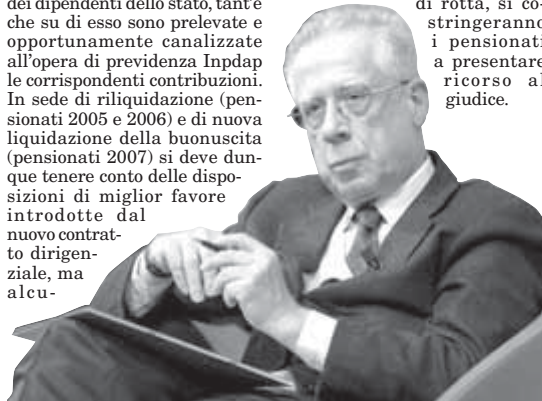 dei dipendenti dello stato, tant'è
che su di esso sono prelevate e
opportunamente canalizzate
all'opera di previdenza Inpdap
le corrispondenti contribuzioni.
In sede di riliquidazione (pen-
sionati 2005 e 2006) e di nuova
liquidazione della buonuscita
(pensionati 2007) si deve dun-
que tenere conto delle dispo-
sizioni di miglior favore
introdotte dal
nuovo contrat-
to dirigen-
ziale, ma
alcu-
di rotta, si co-
stringeranno
i pensionati
a presentare
ricorso al
giudice.